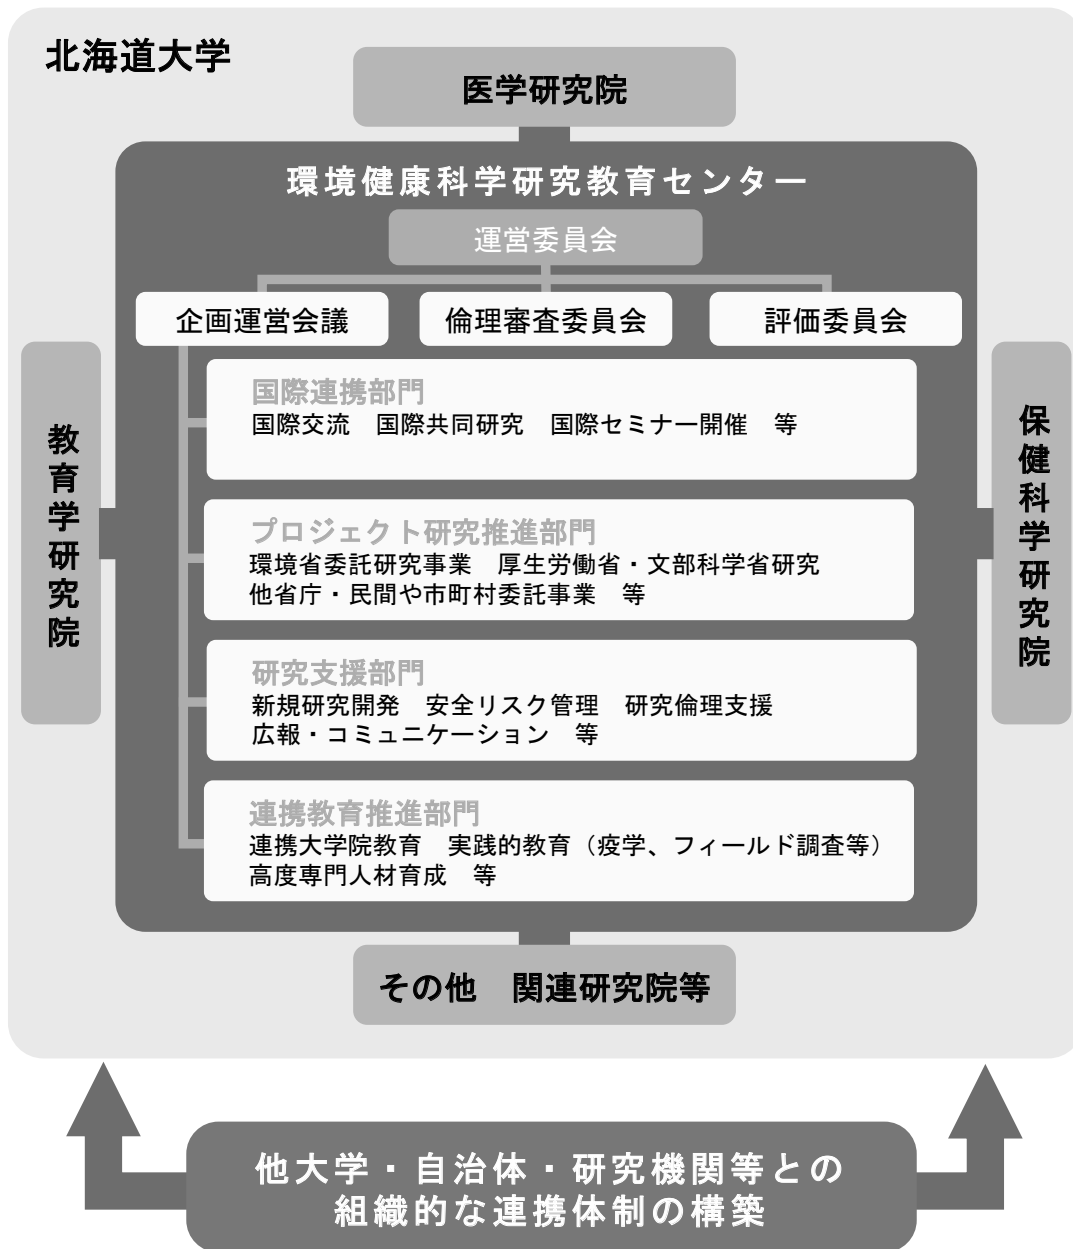 北海道大学
医学研究院
環境健康科学研究教育センター
運営委員会
企画運営会議
倫理審査委員会
評価委員会
教育学研究院
保健科学研究院
国際連携部門
国際交流　国際共同研究　国際セミナー開催　等
プロジェクト研究推進部門
環境省委託研究事業　厚生労働省・文部科学省研究
他省庁・民間や市町村委託事業　等
研究支援部門
新規研究開発　安全リスク管理　研究倫理支援
広報・コミュニケーション　等
連携教育推進部門
連携大学院教育　実践的教育（疫学、フィールド調査等）
高度専門人材育成　等
その他　関連研究院等
他大学・自治体・研究機関等との
組織的な連携体制の構築